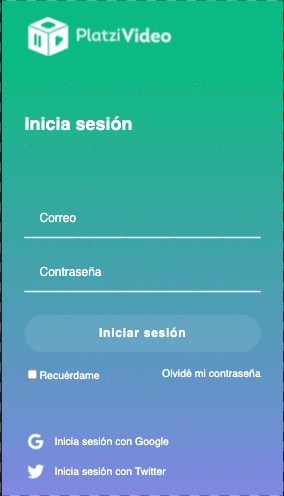 PlatziVideo
Inicia sesión
Correo
Contraseña
Iniciar sesión
Recuérdame Olvidé mi contraseña
Inicia sesión con Google
Inicia sesión con Twitter